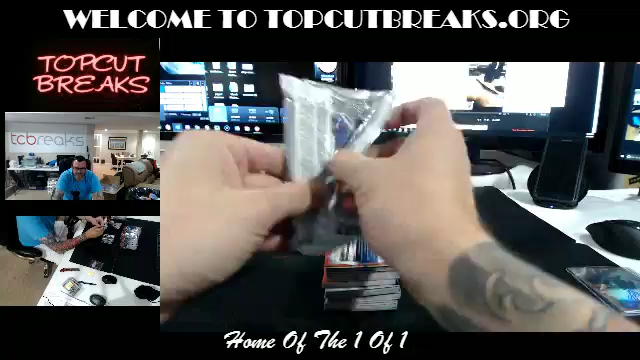 WELCOME TO TOPCUTBREAKS.ORG
TOPCUT
BREAKS
tcbreaks
Home Of The 1 Of 1